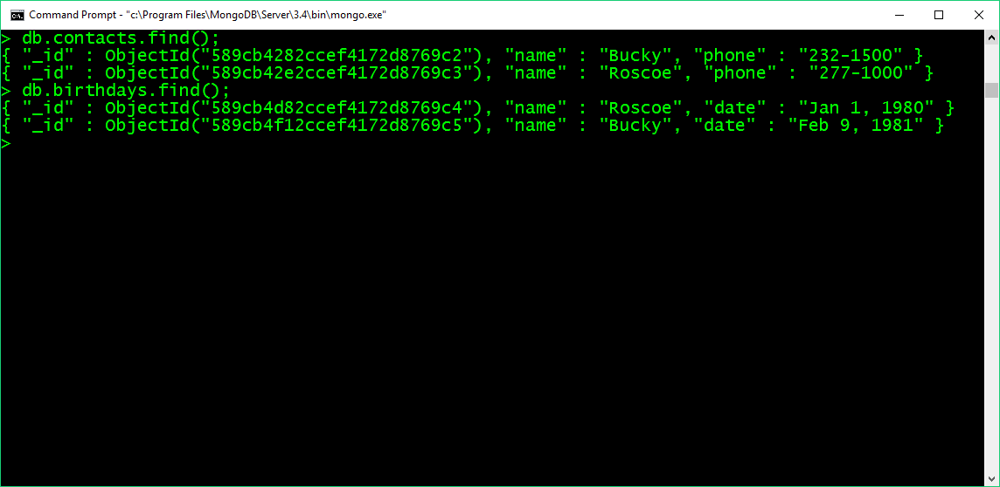 Command Prompt - "c:\Program Files\MongoDB\Server\3.4\bin\mongo.exe"
> db.contacts.find();
{ "_id" : ObjectId("589cb4282ccef4172d8769c2"), "name" : "Bucky", "phone" : "232-1500" }
{ "_id" : ObjectId("589cb42e2ccef4172d8769c3"), "name" : "Roscoe", "phone" : "277-1000" }
> db.birthdays.find();
{ "_id" : ObjectId("589cb4d82ccef4172d8769c4"), "name" : "Roscoe", "date" : "Jan 1, 1980" }
{ "_id" : ObjectId("589cb4f12ccef4172d8769c5"), "name" : "Bucky", "date" : "Feb 9, 1981" }
>